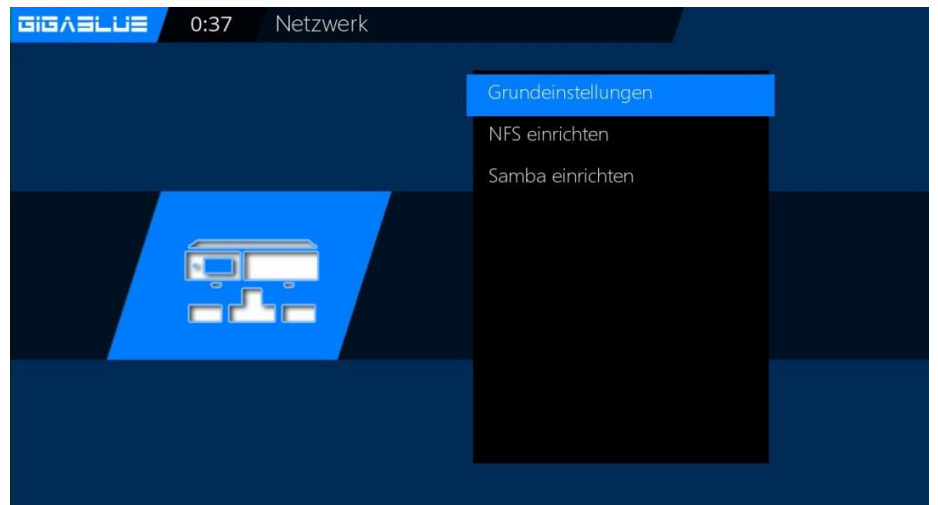 GIGABLUE 0:37 Netzwerk
Grundeinstellungen
NFS einrichten
Samba einrichten